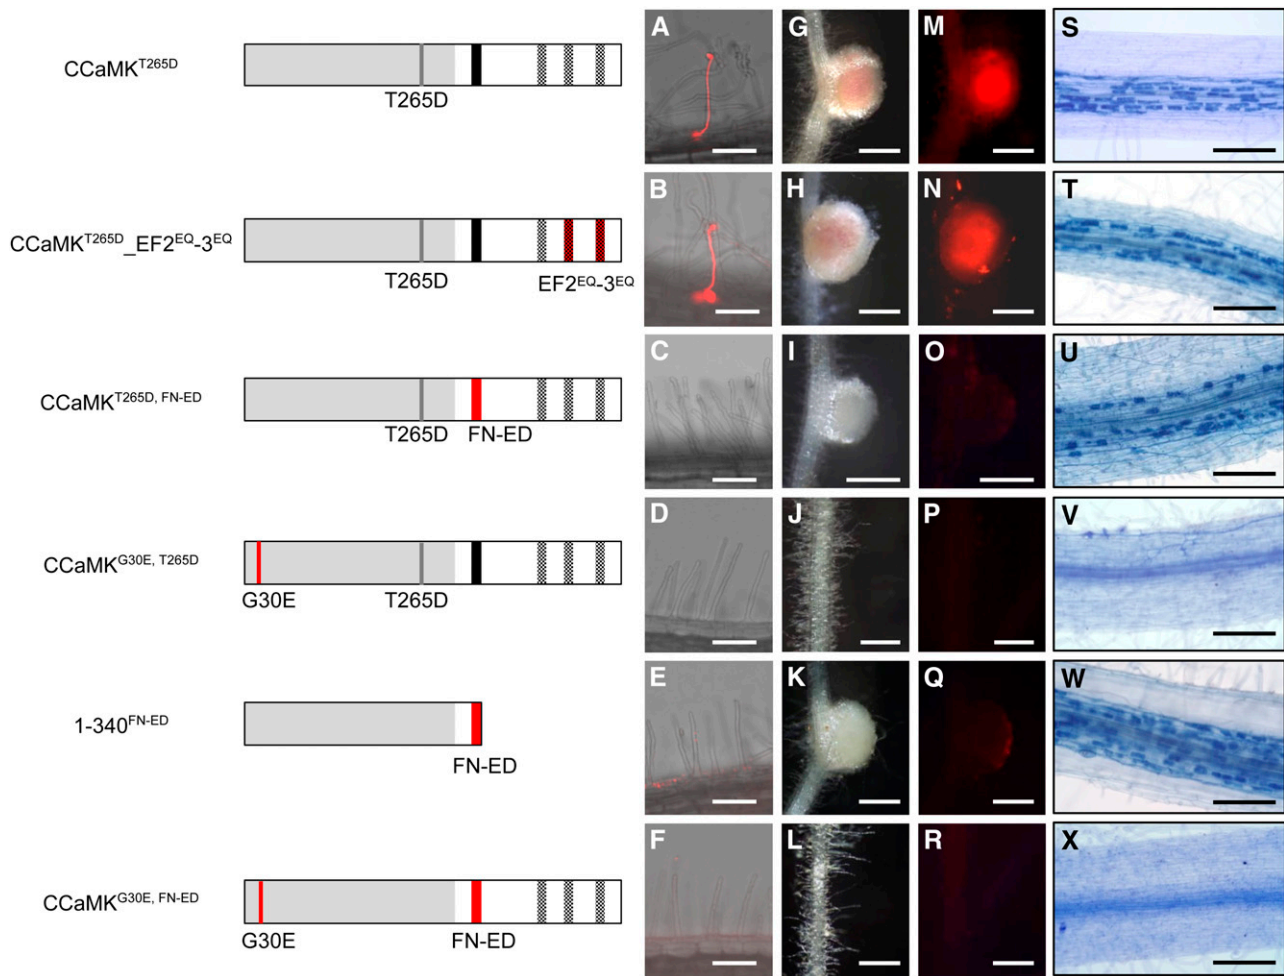 A G M S
CCaMK^T265D
T265D
B H N T
CCaMK^T265D_EF2^EQ-3^EQ
T265D EF2^EQ-3^EQ
C I O U
CCaMK^T265D, FN-ED
T265D FN-ED
D J P V
CCaMK^G30E, T265D
G30E T265D
E K Q W
1-340^FN-ED
FN-ED
F L R X
CCaMK^G30E, FN-ED
G30E FN-ED